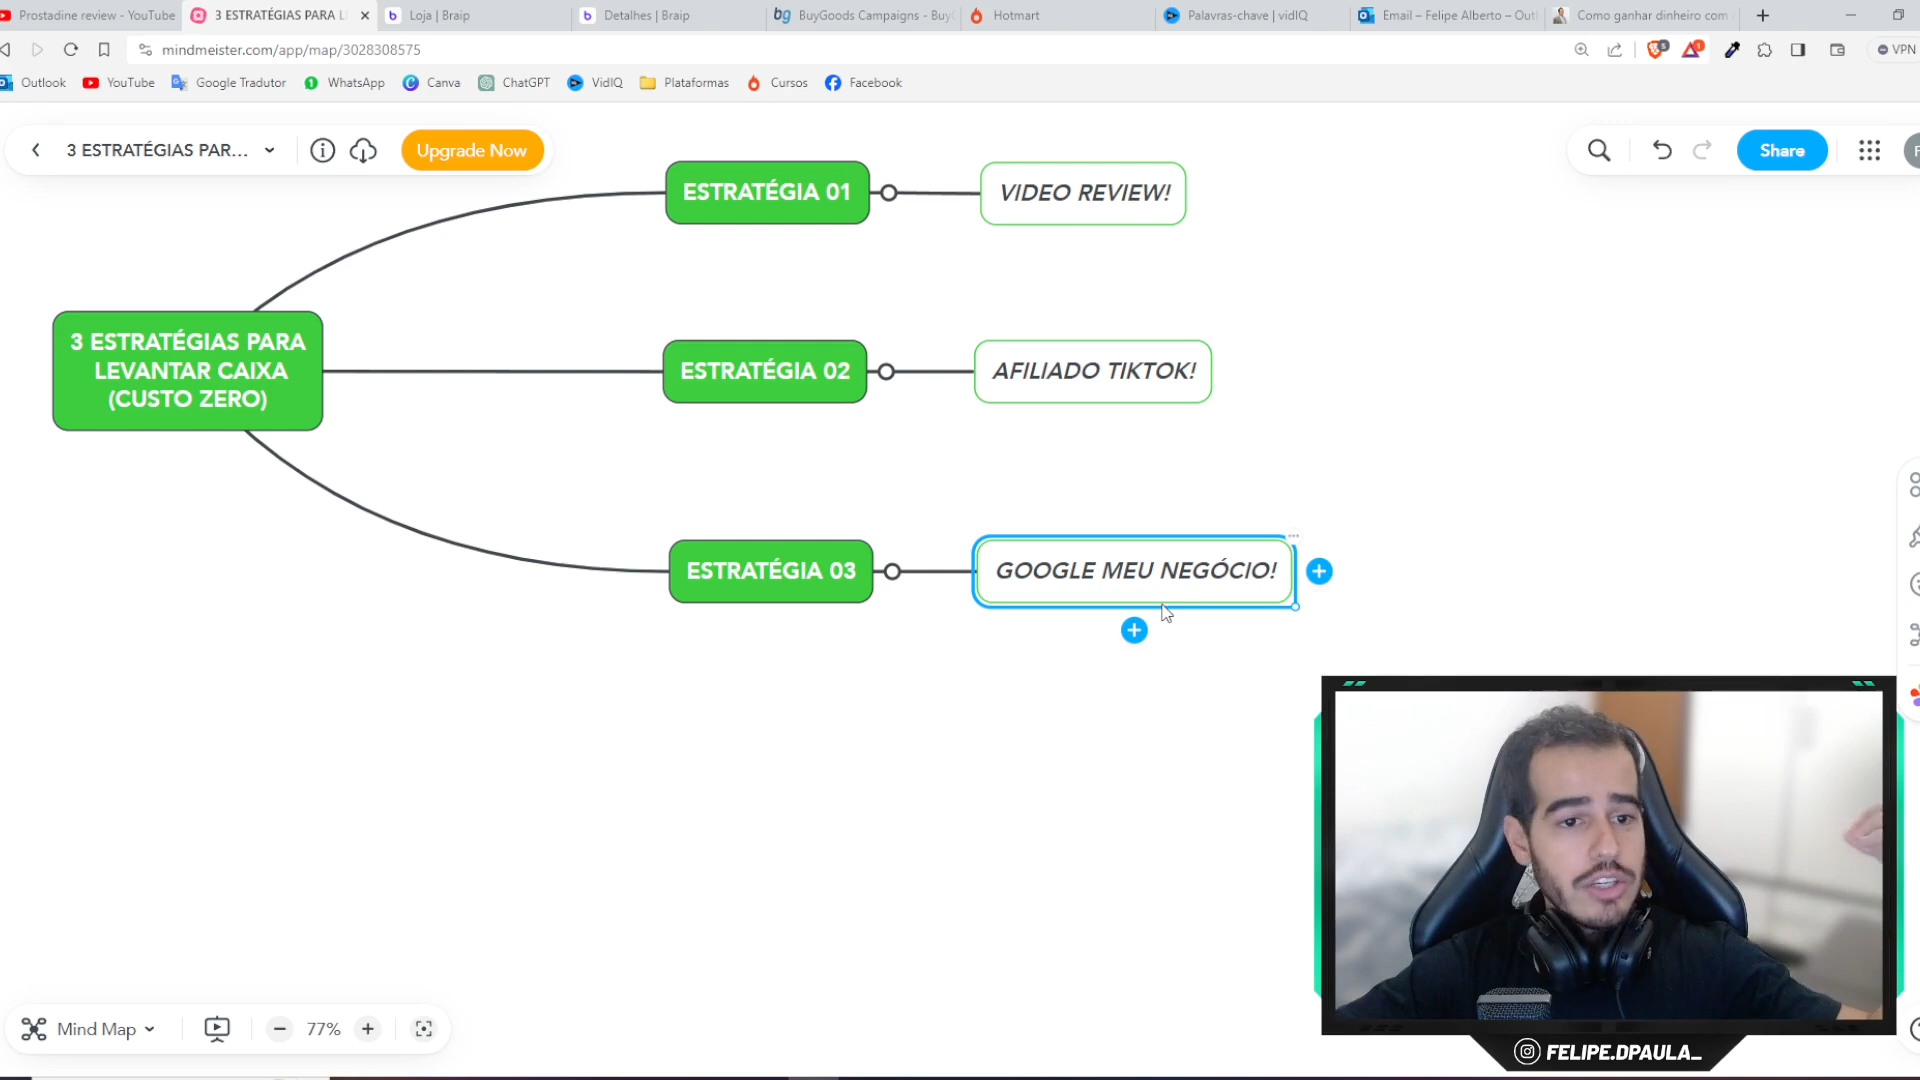 Prostadine review - YouTube
3 ESTRATÉGIAS PARA L
Loja | Braip
Detalhes | Braip
BuyGoods Campaigns - Buy
Hotmart
Palavras-chave | vidIQ
Email – Felipe Alberto – Out
Como ganhar dinheiro com
mindmeister.com/app/map/3028308575
VPN
Outlook
YouTube
Google Tradutor
WhatsApp
Canva
ChatGPT
VidIQ
Plataformas
Cursos
Facebook
3 ESTRATÉGIAS PAR...
Upgrade Now
Share
ESTRATÉGIA 01
VIDEO REVIEW!
3 ESTRATÉGIAS PARA
LEVANTAR CAIXA
(CUSTO ZERO)
ESTRATÉGIA 02
AFILIADO TIKTOK!
ESTRATÉGIA 03
GOOGLE MEU NEGÓCIO!
Mind Map
77%
FELIPE.DPAULA_